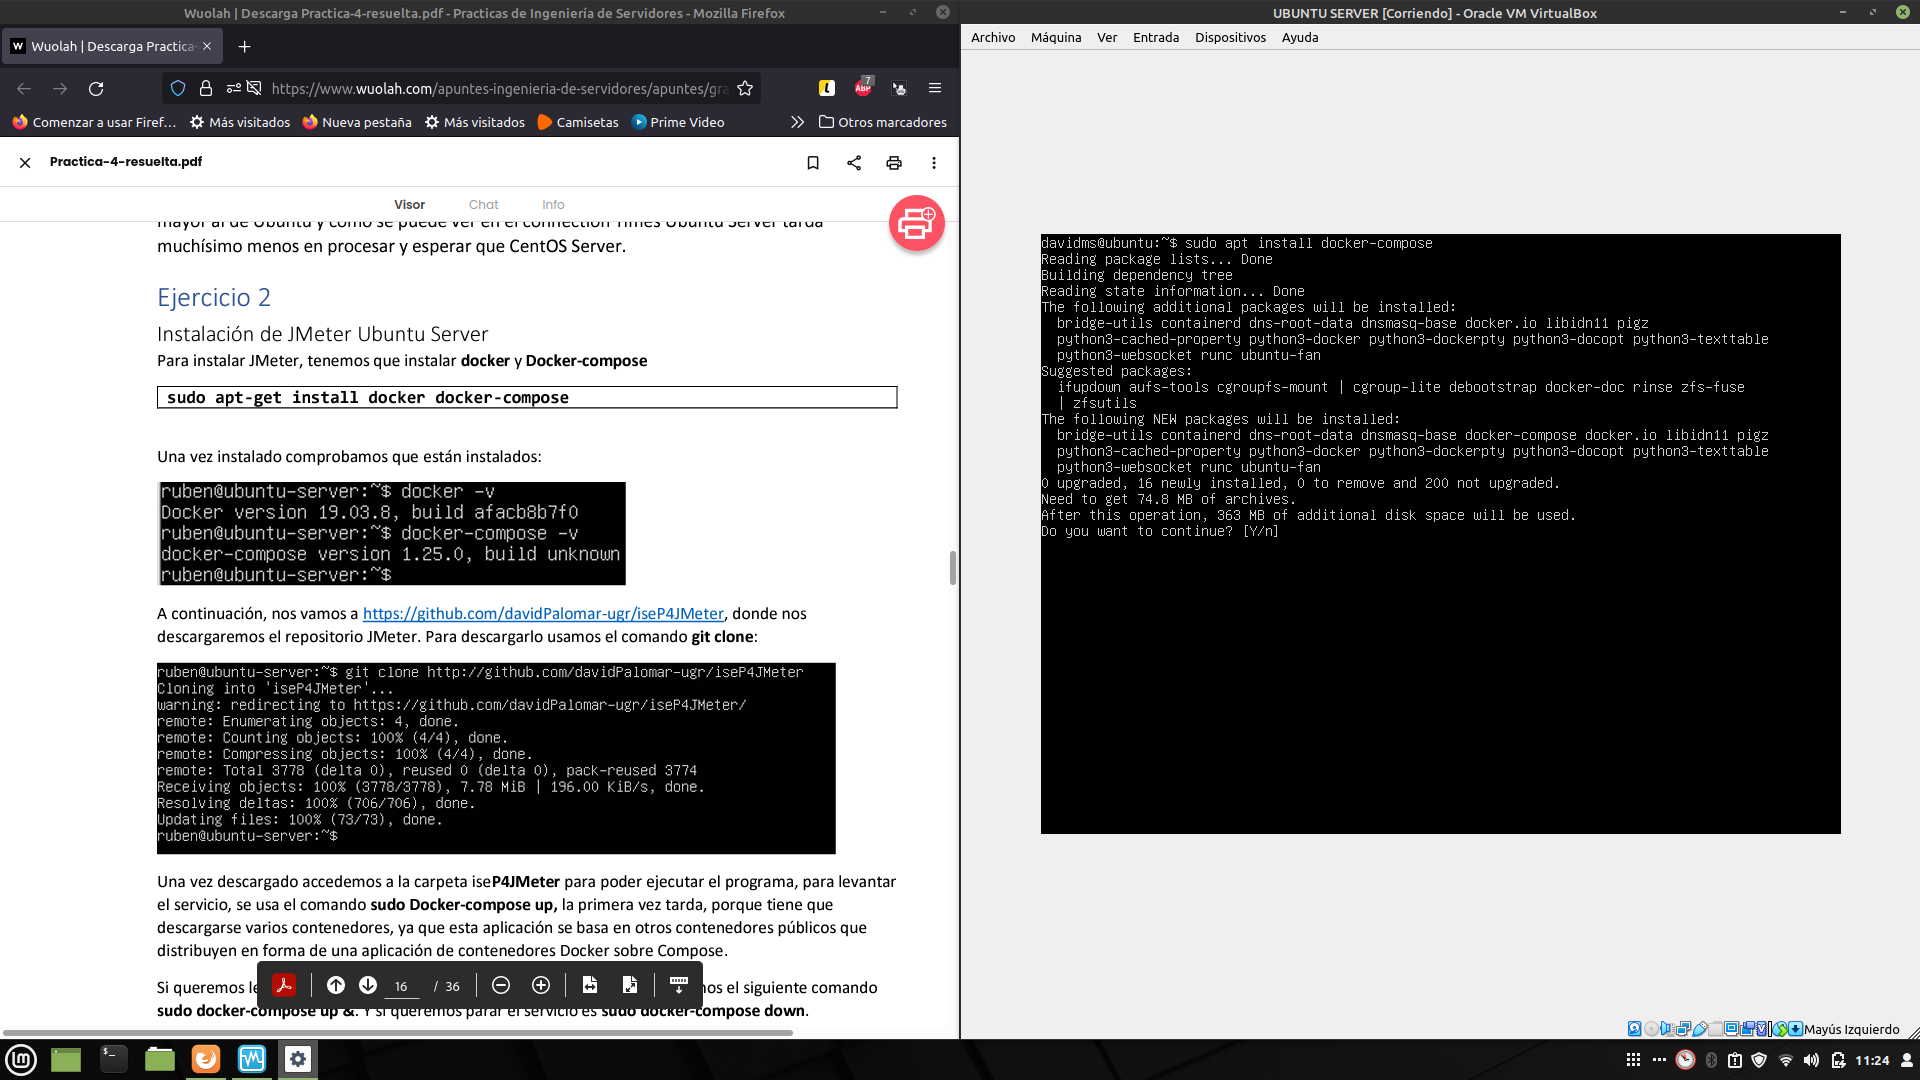 Wuolah | Descarga Practica-4-resuelta.pdf - Practicas de Ingeniería de Servidores - Mozilla Firefox
W Wuolah | Descarga Practica-
https://www.wuolah.com/apuntes-ingenieria-de-servidores/apuntes/gra
7
ABP
Comenzar a usar Firef… Más visitados Nueva pestaña Más visitados Camisetas Prime Video Otros marcadores
Practica-4-resuelta.pdf
Visor Chat Info
mayor al de Ubuntu y como se puede ver en el connection Times Ubuntu Server tarda
muchísimo menos en procesar y esperar que CentOS Server.
Ejercicio 2
Instalación de JMeter Ubuntu Server
Para instalar JMeter, tenemos que instalar docker y Docker-compose
sudo apt-get install docker docker-compose
Una vez instalado comprobamos que están instalados:
ruben@ubuntu-server:~$ docker -v
Docker version 19.03.8, build afacb8b7f0
ruben@ubuntu-server:~$ docker-compose -v
docker-compose version 1.25.0, build unknown
ruben@ubuntu-server:~$
A continuación, nos vamos a https://github.com/davidPalomar-ugr/iseP4JMeter, donde nos
descargaremos el repositorio JMeter. Para descargarlo usamos el comando git clone:
ruben@ubuntu-server:~$ git clone http://github.com/davidPalomar-ugr/iseP4JMeter
Cloning into 'iseP4JMeter'...
warning: redirecting to https://github.com/davidPalomar-ugr/iseP4JMeter/
remote: Enumerating objects: 4, done.
remote: Counting objects: 100% (4/4), done.
remote: Compressing objects: 100% (4/4), done.
remote: Total 3778 (delta 0), reused 0 (delta 0), pack-reused 3774
Receiving objects: 100% (3778/3778), 7.78 MiB | 196.00 KiB/s, done.
Resolving deltas: 100% (706/706), done.
Updating files: 100% (73/73), done.
ruben@ubuntu-server:~$
Una vez descargado accedemos a la carpeta iseP4JMeter para poder ejecutar el programa, para levantar
el servicio, se usa el comando sudo Docker-compose up, la primera vez tarda, porque tiene que
descargarse varios contenedores, ya que esta aplicación se basa en otros contenedores públicos que
distribuyen en forma de una aplicación de contenedores Docker sobre Compose.
Si queremos le
nos el siguiente comando
sudo docker-compose up &. Y si queremos parar el servicio es sudo docker-compose down.
16 / 36
UBUNTU SERVER [Corriendo] - Oracle VM VirtualBox
Archivo Máquina Ver Entrada Dispositivos Ayuda
davidms@ubuntu:~$ sudo apt install docker-compose
Reading package lists... Done
Building dependency tree
Reading state information... Done
The following additional packages will be installed:
bridge-utils containerd dns-root-data dnsmasq-base docker.io libidn11 pigz
python3-cached-property python3-docker python3-dockerpty python3-docopt python3-texttable
python3-websocket runc ubuntu-fan
Suggested packages:
ifupdown aufs-tools cgroupfs-mount | cgroup-lite debootstrap docker-doc rinse zfs-fuse
| zfsutils
The following NEW packages will be installed:
bridge-utils containerd dns-root-data dnsmasq-base docker-compose docker.io libidn11 pigz
python3-cached-property python3-docker python3-dockerpty python3-docopt python3-texttable
python3-websocket runc ubuntu-fan
0 upgraded, 16 newly installed, 0 to remove and 200 not upgraded.
Need to get 74.8 MB of archives.
After this operation, 363 MB of additional disk space will be used.
Do you want to continue? [Y/n]
Mayús Izquierdo
11:24